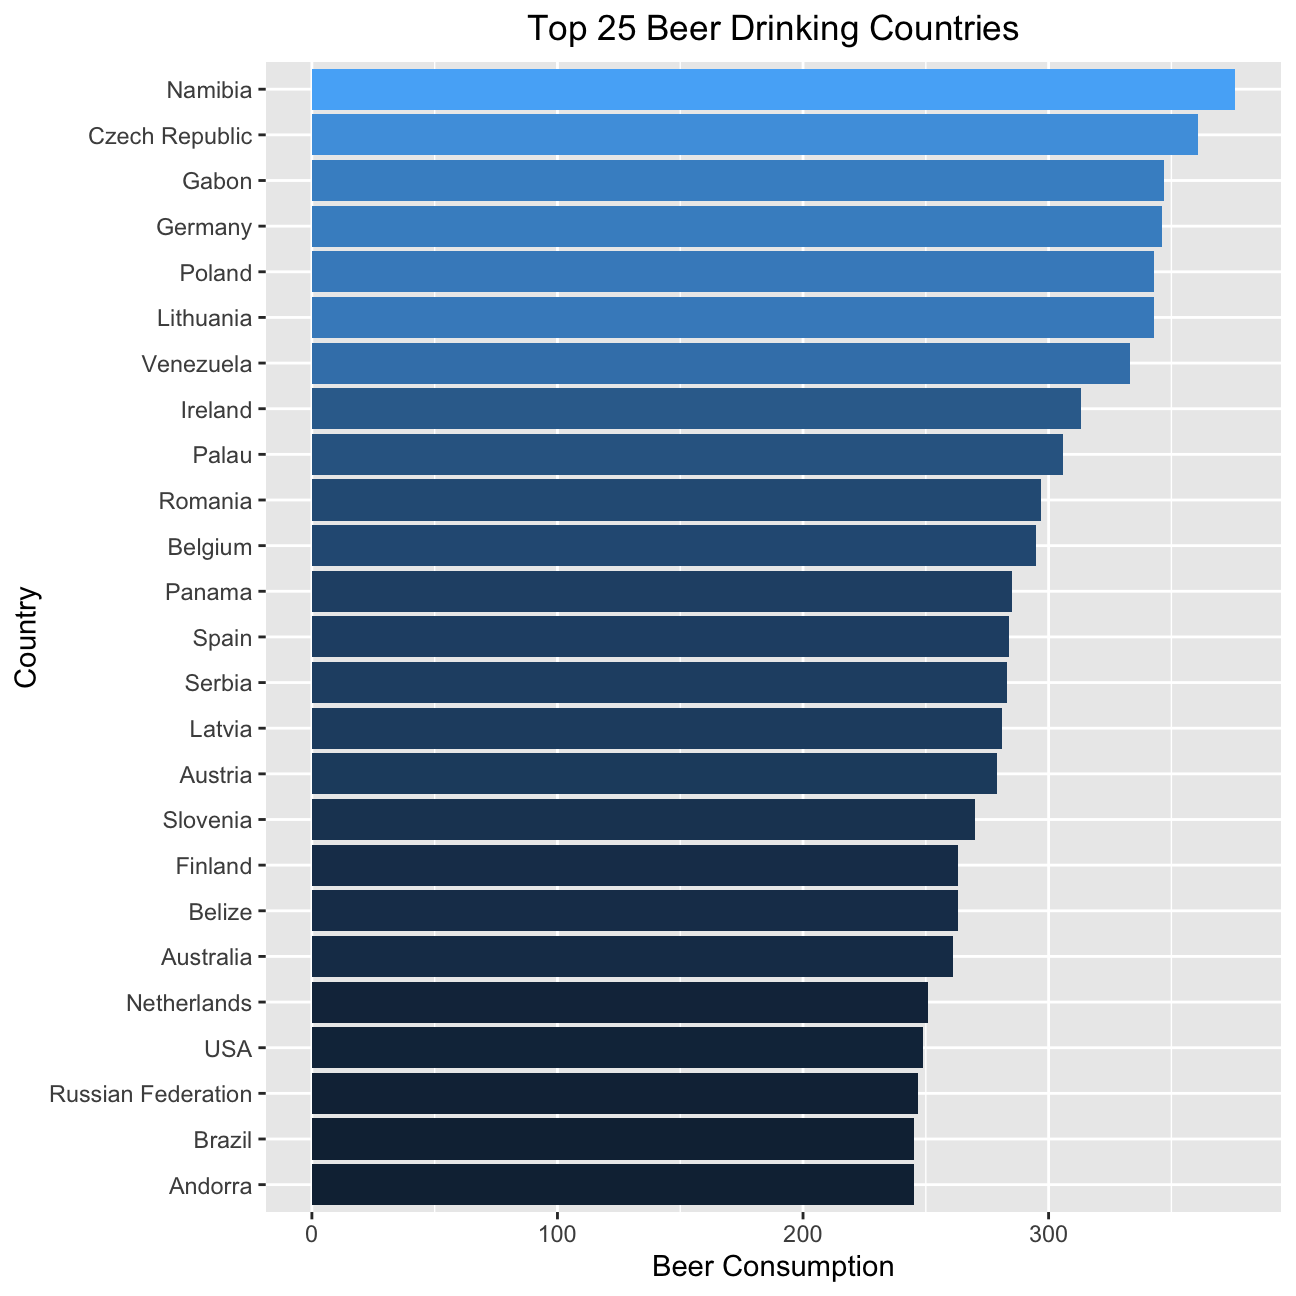 Top 25 Beer Drinking Countries
Namibia
Czech Republic
Gabon
Germany
Poland
Lithuania
Venezuela
Ireland
Palau
Romania
Belgium
Panama
Spain
Serbia
Latvia
Austria
Slovenia
Finland
Belize
Australia
Netherlands
USA
Russian Federation
Brazil
Andorra
Country
0 100 200 300
Beer Consumption